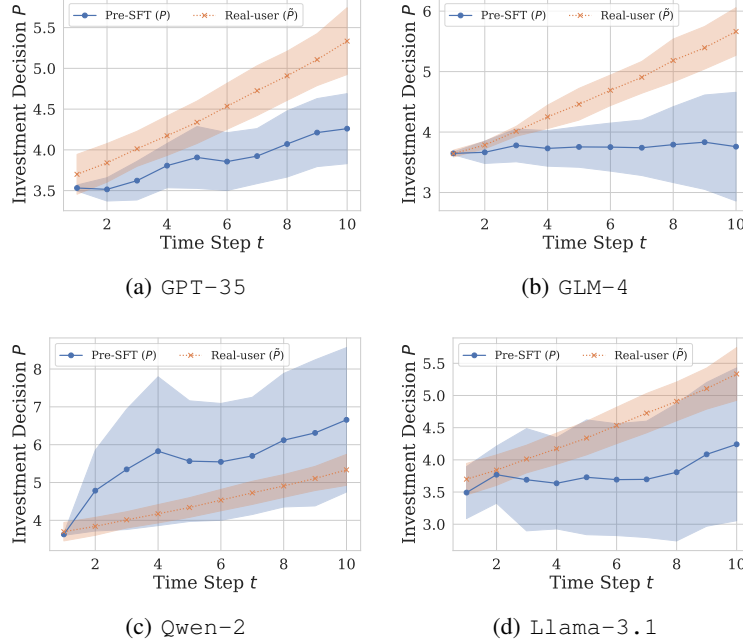 Pre-SFT (P) Real-user (P̃)
Investment Decision P
5.5
5.0
4.5
4.0
3.5
2 4 6 8 10
Time Step t
(a) GPT-35
Pre-SFT (P) Real-user (P̃)
Investment Decision P
6
5
4
3
2 4 6 8 10
Time Step t
(b) GLM-4
Pre-SFT (P) Real-user (P̃)
Investment Decision P
8
7
6
5
4
2 4 6 8 10
Time Step t
(c) Qwen-2
Pre-SFT (P) Real-user (P̃)
Investment Decision P
5.5
5.0
4.5
4.0
3.5
3.0
2 4 6 8 10
Time Step t
(d) Llama-3.1